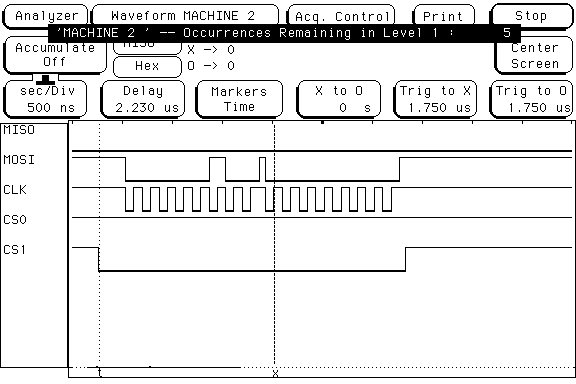 Analyzer Waveform MACHINE 2 Acq. Control Print Stop
'MACHINE 2 ' -- Occurrences Remaining in Level 1 : 5
Accumulate Off MISO X -> 0 Center Screen
Hex O -> 0
sec/Div Delay Markers X to O Trig to X Trig to O
500 ns 2.230 us Time 0 s 1.750 us 1.750 us
MISO
MOSI
CLK
CS0
CS1
t X